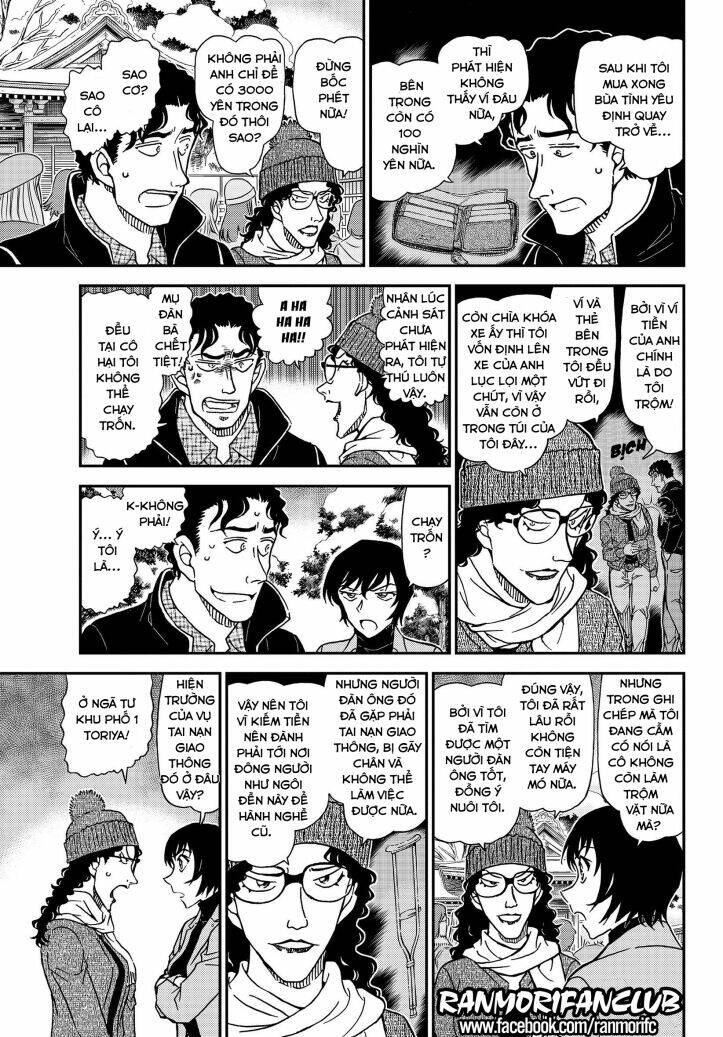 SAU KHI TÔI
MUA XONG
BÙA TÌNH YÊU
ĐỊNH QUAY
TRỞ VỀ...
THÌ
PHÁT HIỆN
KHÔNG
THẤY VÍ ĐÂU
NỮA,
BÊN
TRONG
CÒN CÓ
100
NGHÌN
YÊN NỮA.
ĐỪNG
BỐC
PHÉT
NỮA!
KHÔNG PHẢI
ANH CHỈ ĐỂ
CÓ 3000
YÊN TRONG
ĐÓ THÔI
SAO?
SAO
CƠ?
SAO
CÔ
LẠI...
BỞI VÌ VÍ
TIỀN
CỦA ANH
CHÍNH
LÀ DO
TÔI
TRỘM!
VÍ VÀ
THẺ
BÊN
TRONG
TÔI ĐỀU
VỨT ĐI
RỒI,
CÒN CHÌA KHÓA
XE ẤY THÌ TÔI
VỐN ĐỊNH LÊN
XE CỦA ANH
LỤC LỌI MỘT
CHÚT, VÌ VẬY
VẪN CÒN Ở
TRONG TÚI CỦA
TÔI ĐÂY...
BỊCH
NHÂN LÚC
CẢNH SÁT
CHƯA
PHÁT HIỆN
RA, TÔI TỰ
THÚ LUÔN
VẬY.
A HA
HA HA
HA!!
MỤ
ĐÀN
BÀ
CHẾT
TIỆT!
ĐỀU
TẠI CÔ
HẠI TÔI
KHÔNG
THỂ
CHẠY
TRỐN.
CHẠY
TRỐN
?
K-KHÔNG
PHẢI!
Ý... Ý
TÔI
LÀ...
NHƯNG
TRONG GHI
CHÉP MÀ TÔI
ĐANG CẦM
CÓ NÓI LÀ
CÔ KHÔNG
CÒN LÀM
TRỘM
VẶT NỮA
MÀ?
ĐÚNG VẬY,
TÔI ĐÃ RẤT
LÂU RỒI
KHÔNG
CÒN TIỆN
TAY MÁY
MÓ NỮA.
BỞI VÌ TÔI
ĐÃ TÌM
ĐƯỢC MỘT
NGƯỜI ĐÀN
ÔNG TỐT,
ĐỒNG Ý
NUÔI TÔI.
NHƯNG NGƯỜI
ĐÀN ÔNG ĐÓ
ĐÃ GẶP PHẢI
TAI NẠN GIAO
THÔNG, BỊ GÃY
CHÂN VÀ
KHÔNG THỂ
LÀM VIỆC
ĐƯỢC NỮA.
VẬY NÊN TÔI
VÌ KIẾM TIỀN
NÊN ĐÀNH
PHẢI TỚI NƠI
ĐÔNG NGƯỜI
NHƯ NGÔI
ĐỀN NÀY ĐỂ
HÀNH NGHỀ
CŨ.
HIỆN
TRƯỜNG
CỦA VỤ
TAI NẠN
GIAO
THÔNG
ĐÓ Ở ĐÂU
VẬY?
Ở NGÃ TƯ
KHU PHỐ 1
TORIYA!
RANMORIFANCLUB
www.facebook.com/ranmorifc